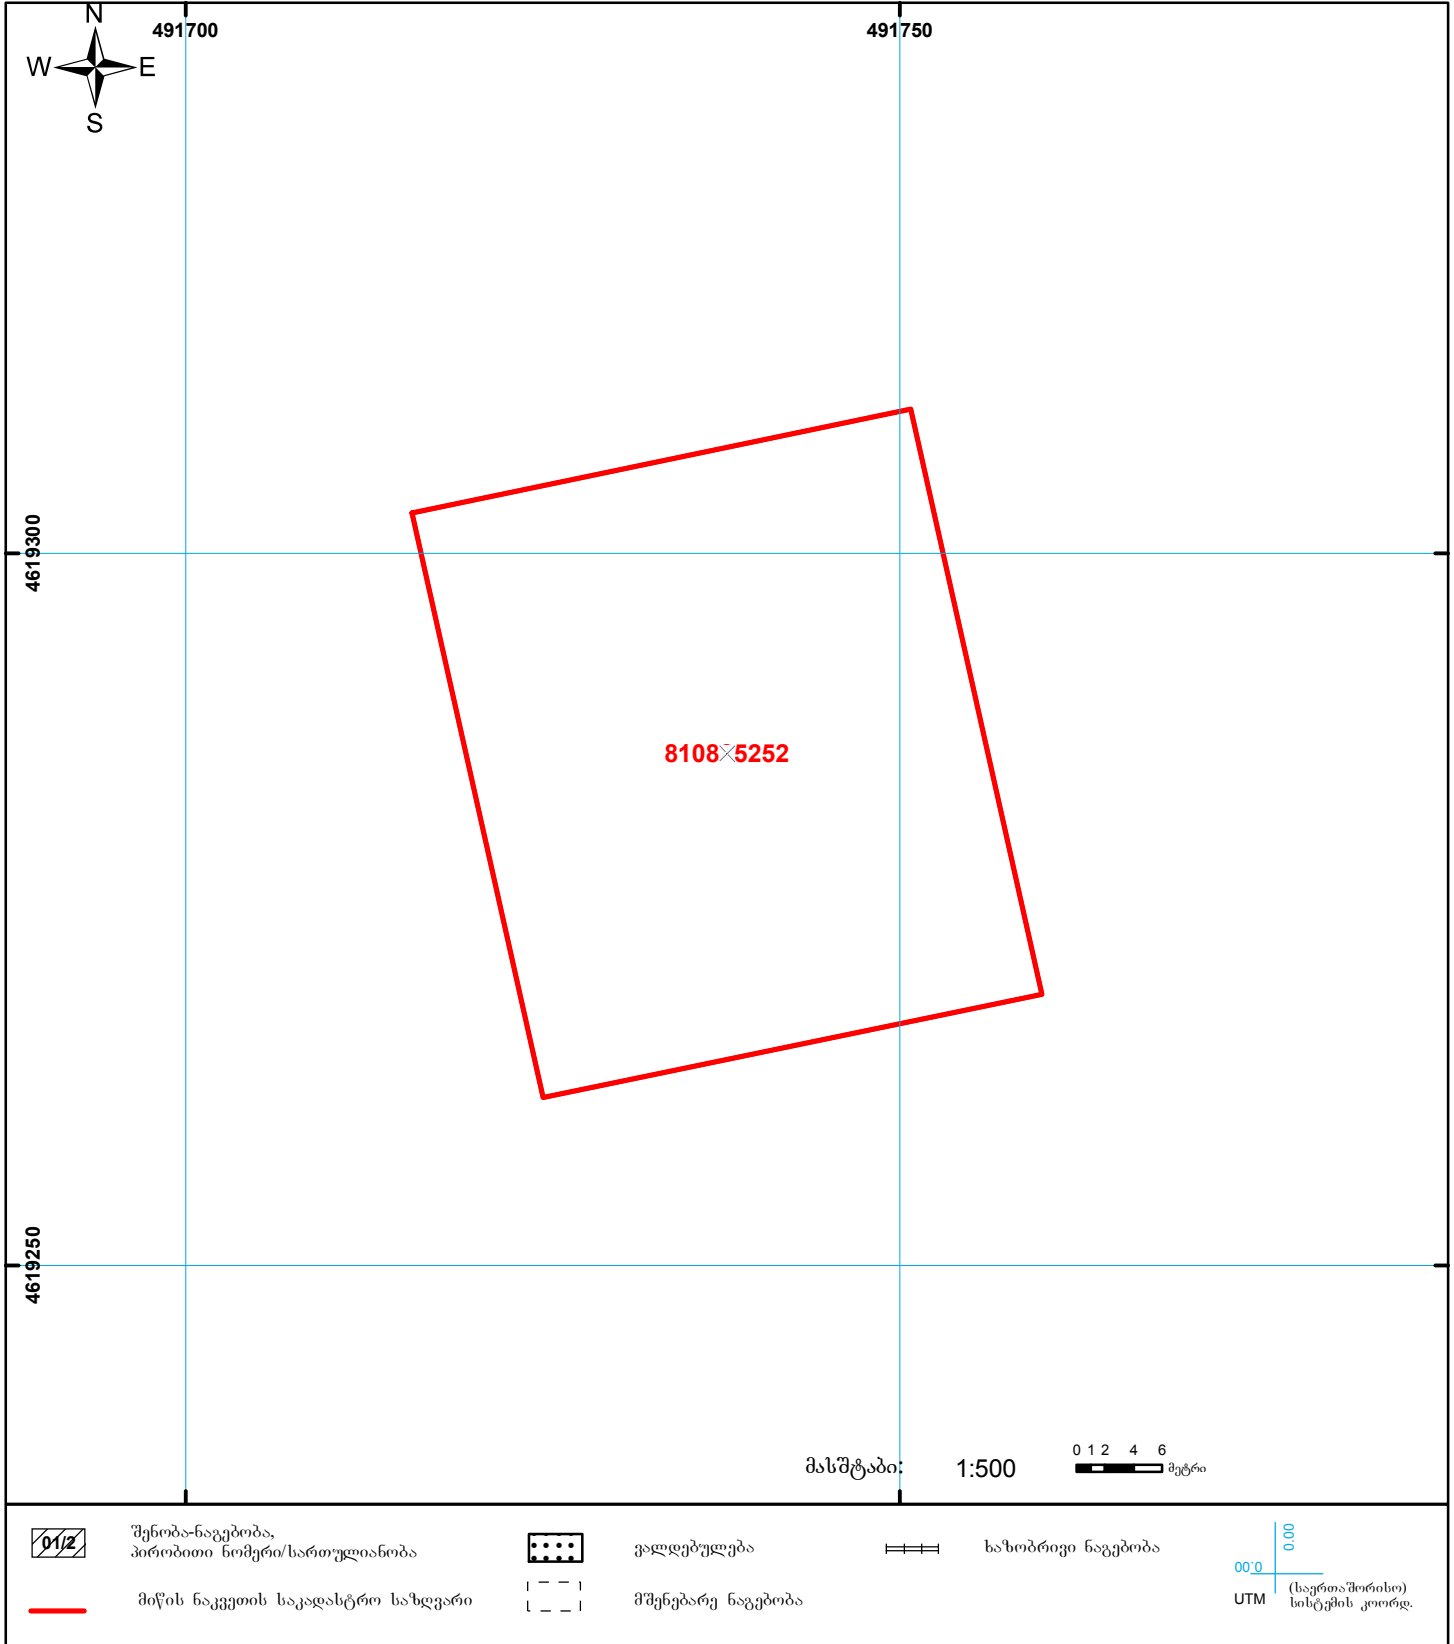 N
491700
491750
W
E
S
4619300
8108 5252
4619250
მასშტაბი:
1:500
0 1 2 4 6
მეტრი
01/2
შენობა-ნაგებობა,
პირობითი ნომერი/სართულიანობა
ვალდებულება
ხაზობრივი ნაგებობა
00.0
00.0
მიწის ნაკვეთის საკადასტრო საზღვარი
მშენებარე ნაგებობა
UTM
(საერთაშორისო)
სისტემის კოორდ.